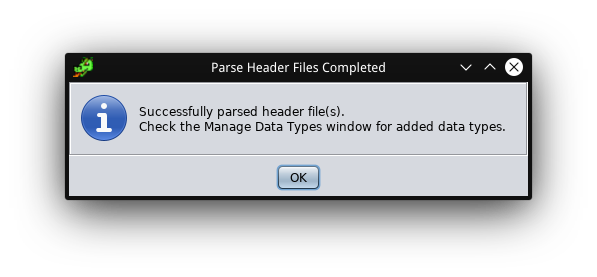 Parse Header Files Completed
Successfully parsed header file(s).
Check the Manage Data Types window for added data types.
OK